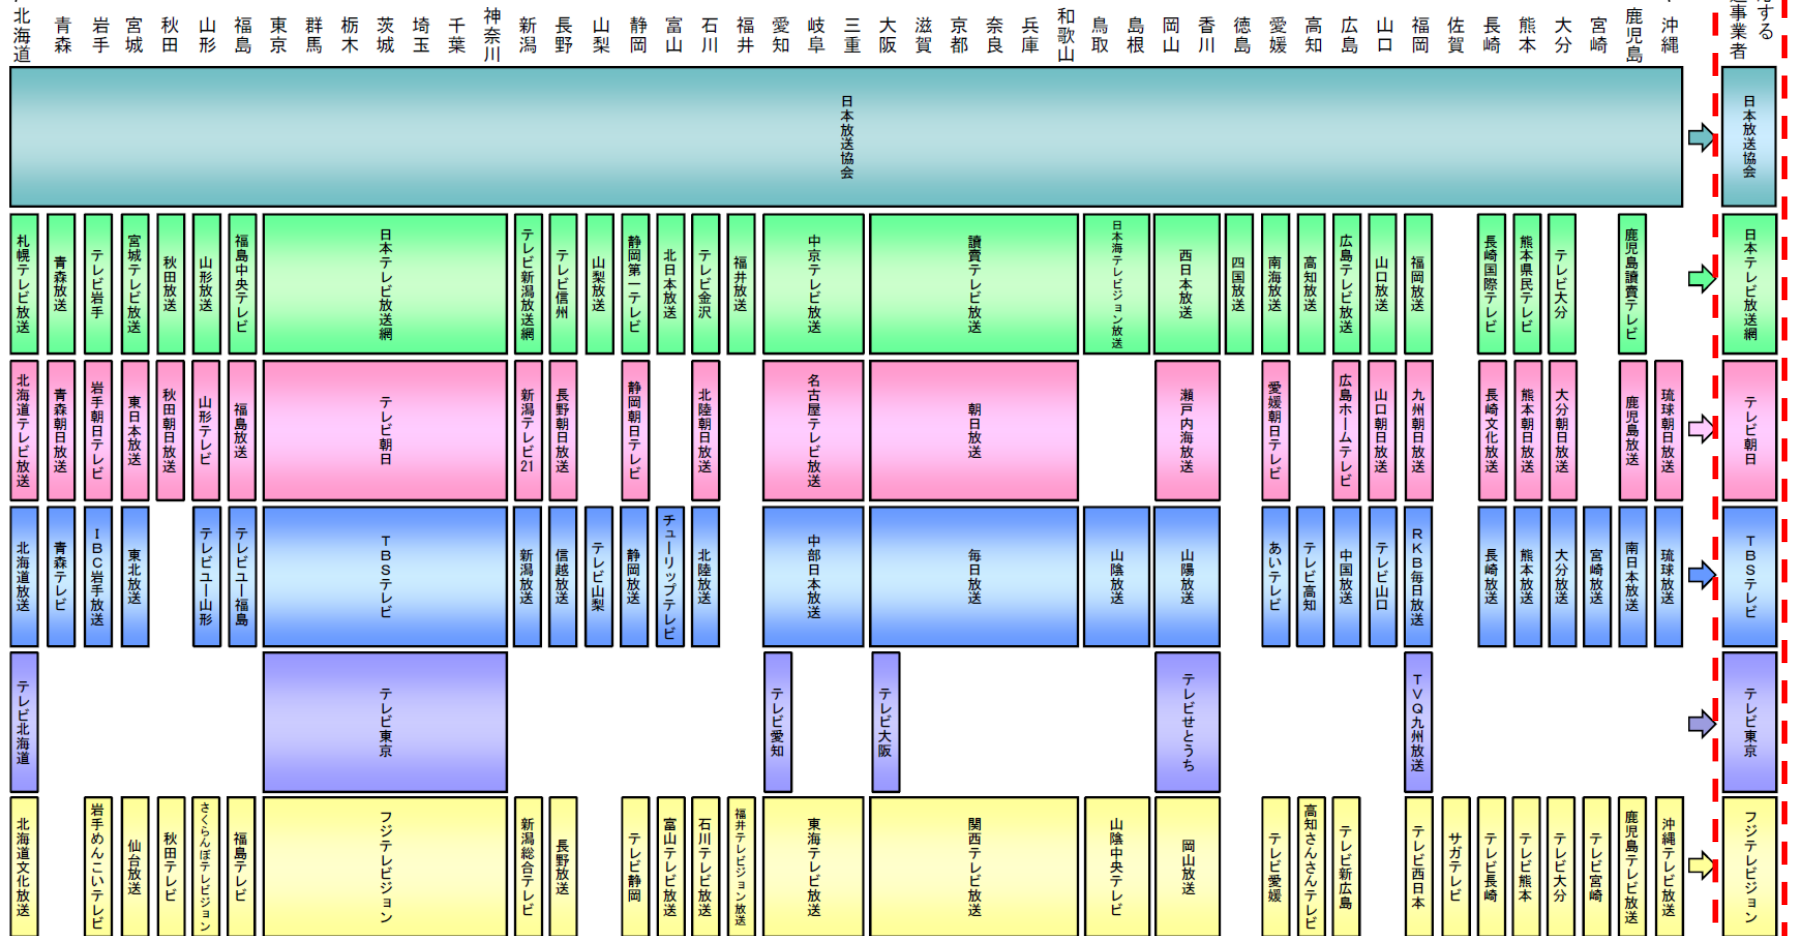 北海道
青森
岩手
宮城
秋田
山形
福島
東京
群馬
栃木
茨城
埼玉
千葉
神奈川
新潟
長野
山梨
静岡
富山
石川
福井
愛知
岐阜
三重
大阪
滋賀
京都
奈良
兵庫
和歌山
鳥取
島根
岡山
香川
徳島
愛媛
高知
広島
山口
福岡
佐賀
長崎
熊本
大分
宮崎
鹿児島
沖縄
する
事業者
日本放送協会
日本放送協会
札幌テレビ放送
青森放送
テレビ岩手
宮城テレビ放送
秋田放送
山形放送
福島中央テレビ
日本テレビ放送網
テレビ新潟放送網
テレビ信州
山梨放送
静岡第一テレビ
北日本放送
テレビ金沢
福井放送
中京テレビ放送
讀賣テレビ放送
日本海テレビジョン放送
西日本放送
四国放送
南海放送
高知放送
広島テレビ放送
山口放送
福岡放送
長崎国際テレビ
熊本県民テレビ
テレビ大分
鹿児島讀賣テレビ
日本テレビ放送網
北海道テレビ放送
青森朝日放送
岩手朝日テレビ
東日本放送
秋田朝日放送
山形テレビ
福島放送
テレビ朝日
新潟テレビ21
長野朝日放送
静岡朝日テレビ
北陸朝日放送
名古屋テレビ放送
朝日放送
瀬戸内海放送
愛媛朝日テレビ
広島ホームテレビ
山口朝日放送
九州朝日放送
長崎文化放送
熊本朝日放送
大分朝日放送
鹿児島放送
琉球朝日放送
テレビ朝日
北海道放送
青森テレビ
IBC岩手放送
東北放送
テレビユー山形
テレビユー福島
TBSテレビ
新潟放送
信越放送
テレビ山梨
静岡放送
チューリップテレビ
北陸放送
中部日本放送
毎日放送
山陰放送
山陽放送
あいテレビ
テレビ高知
中国放送
テレビ山口
RKB毎日放送
長崎放送
熊本放送
大分放送
宮崎放送
南日本放送
琉球放送
TBSテレビ
テレビ北海道
テレビ東京
テレビ愛知
テレビ大阪
テレビせとうち
TVQ九州放送
テレビ東京
北海道文化放送
岩手めんこいテレビ
仙台放送
秋田テレビ
さくらんぼテレビジョン
福島テレビ
フジテレビジョン
新潟総合テレビ
長野放送
テレビ静岡
富山テレビ放送
石川テレビ放送
福井テレビジョン放送
東海テレビ放送
関西テレビ放送
山陰中央テレビ
岡山放送
テレビ愛媛
高知さんさんテレビ
テレビ新広島
テレビ西日本
サガテレビ
テレビ長崎
テレビ熊本
テレビ大分
テレビ宮崎
鹿児島テレビ放送
沖縄テレビ放送
フジテレビジョン